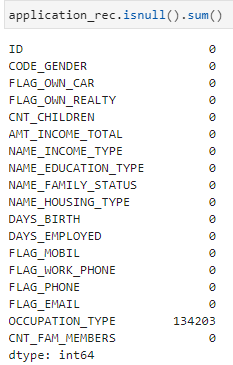 application_rec.isnull().sum()
ID 0
CODE_GENDER 0
FLAG_OWN_CAR 0
FLAG_OWN_REALTY 0
CNT_CHILDREN 0
AMT_INCOME_TOTAL 0
NAME_INCOME_TYPE 0
NAME_EDUCATION_TYPE 0
NAME_FAMILY_STATUS 0
NAME_HOUSING_TYPE 0
DAYS_BIRTH 0
DAYS_EMPLOYED 0
FLAG_MOBIL 0
FLAG_WORK_PHONE 0
FLAG_PHONE 0
FLAG_EMAIL 0
OCCUPATION_TYPE 134203
CNT_FAM_MEMBERS 0
dtype: int64